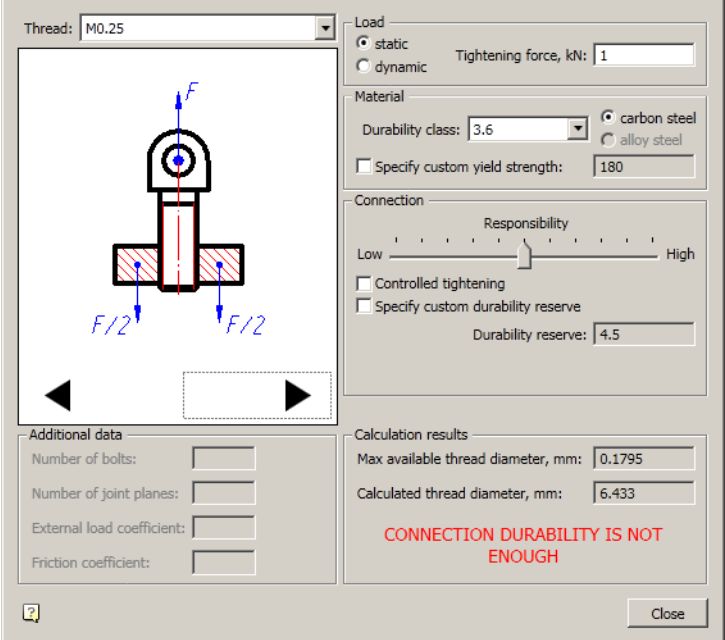 Thread: M0.25
F
F/2 F/2
Load
static
dynamic
Tightening force, kN: 1
Material
Durability class: 3.6
carbon steel
alloy steel
Specify custom yield strength: 180
Connection
Responsibility
Low High
Controlled tightening
Specify custom durability reserve
Durability reserve: 4.5
Additional data
Number of bolts:
Number of joint planes:
External load coefficient:
Friction coefficient:
Calculation results
Max available thread diameter, mm: 0.1795
Calculated thread diameter, mm: 6.433
CONNECTION DURABILITY IS NOT
ENOUGH
?
Close